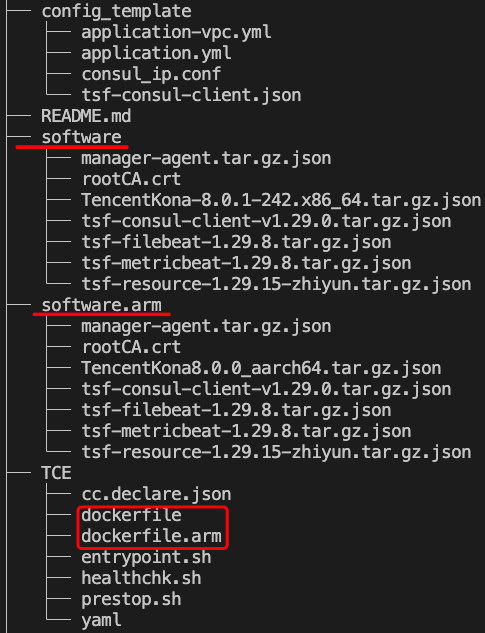 config_template
application-vpc.yml
application.yml
consul_ip.conf
tsf-consul-client.json
README.md
software
manager-agent.tar.gz.json
rootCA.crt
TencentKona-8.0.1-242.x86_64.tar.gz.json
tsf-consul-client-v1.29.0.tar.gz.json
tsf-filebeat-1.29.8.tar.gz.json
tsf-metricbeat-1.29.8.tar.gz.json
tsf-resource-1.29.15-zhiyun.tar.gz.json
software.arm
manager-agent.tar.gz.json
rootCA.crt
TencentKona8.0.0_aarch64.tar.gz.json
tsf-consul-client-v1.29.0.tar.gz.json
tsf-filebeat-1.29.8.tar.gz.json
tsf-metricbeat-1.29.8.tar.gz.json
tsf-resource-1.29.15-zhiyun.tar.gz.json
TCE
cc.declare.json
dockerfile
dockerfile.arm
entrypoint.sh
healthchk.sh
prestop.sh
yaml